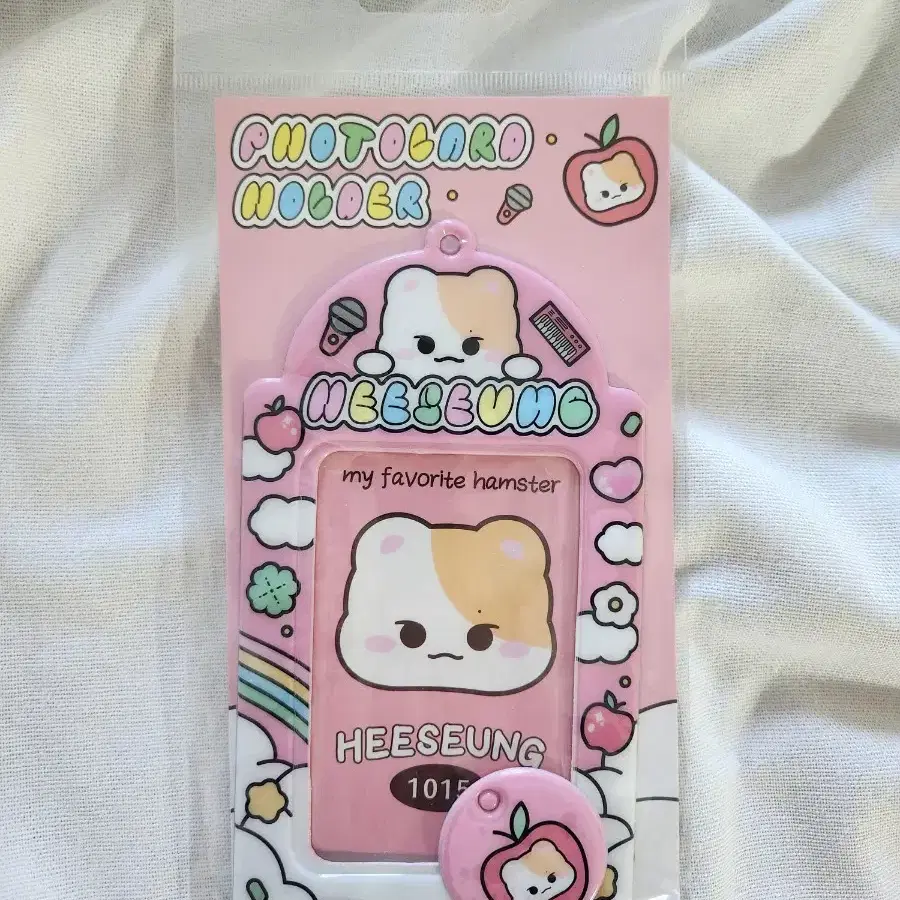 PHOTOCARD
HOLDER
HEESEUNG
my favorite hamster
HEESEUNG
1015